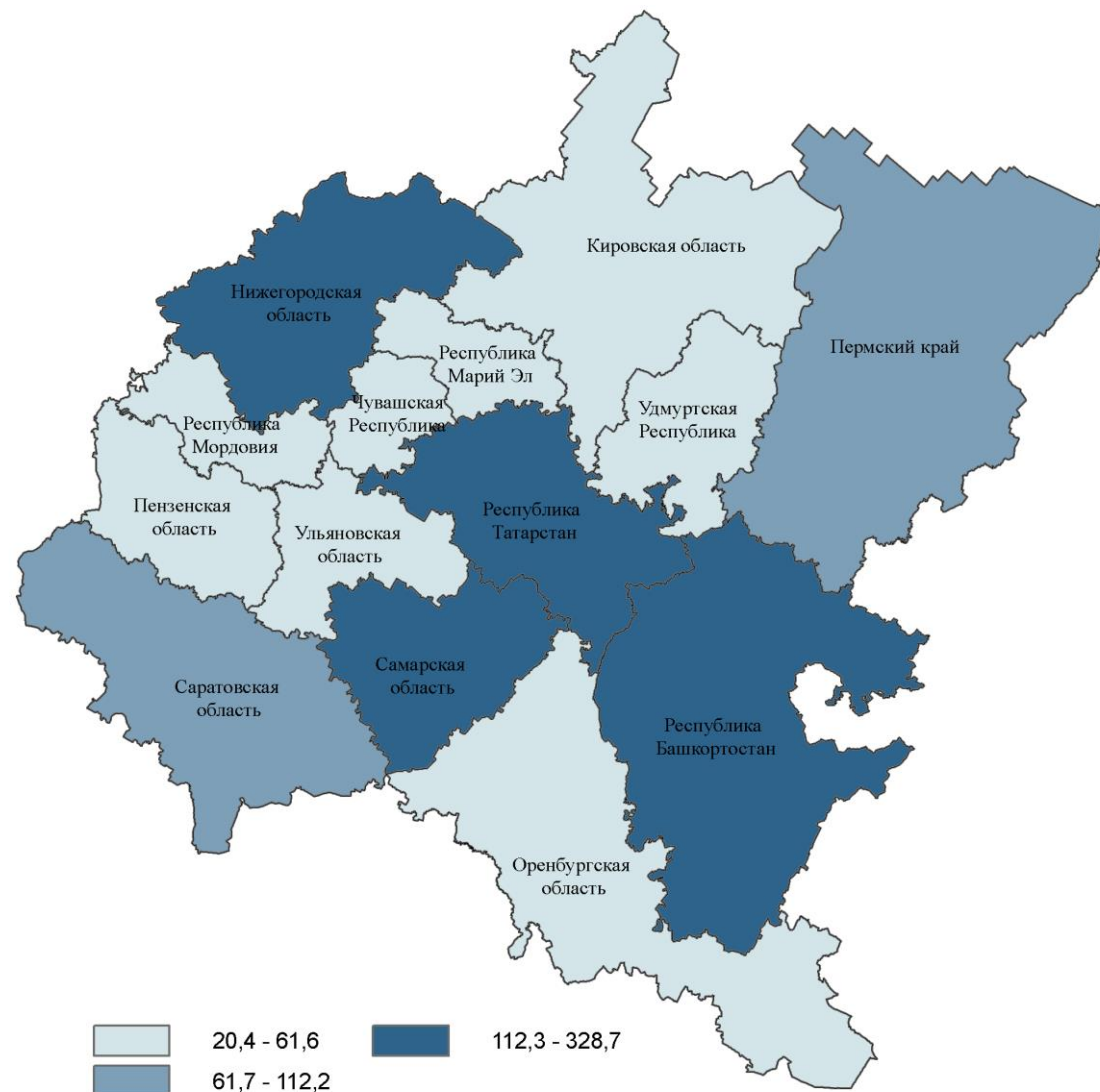 Кировская область
Нижегородская
область
Пермский край
Республика
Марий Эл
Чувашская
Республика
Удмуртская
Республика
Республика
Мордовия
Пензенская
область
Республика
Татарстан
Ульяновская
область
Самарская
область
Саратовская
область
Республика
Башкортостан
Оренбургская
область
20,4 - 61,6
112,3 - 328,7
61,7 - 112,2